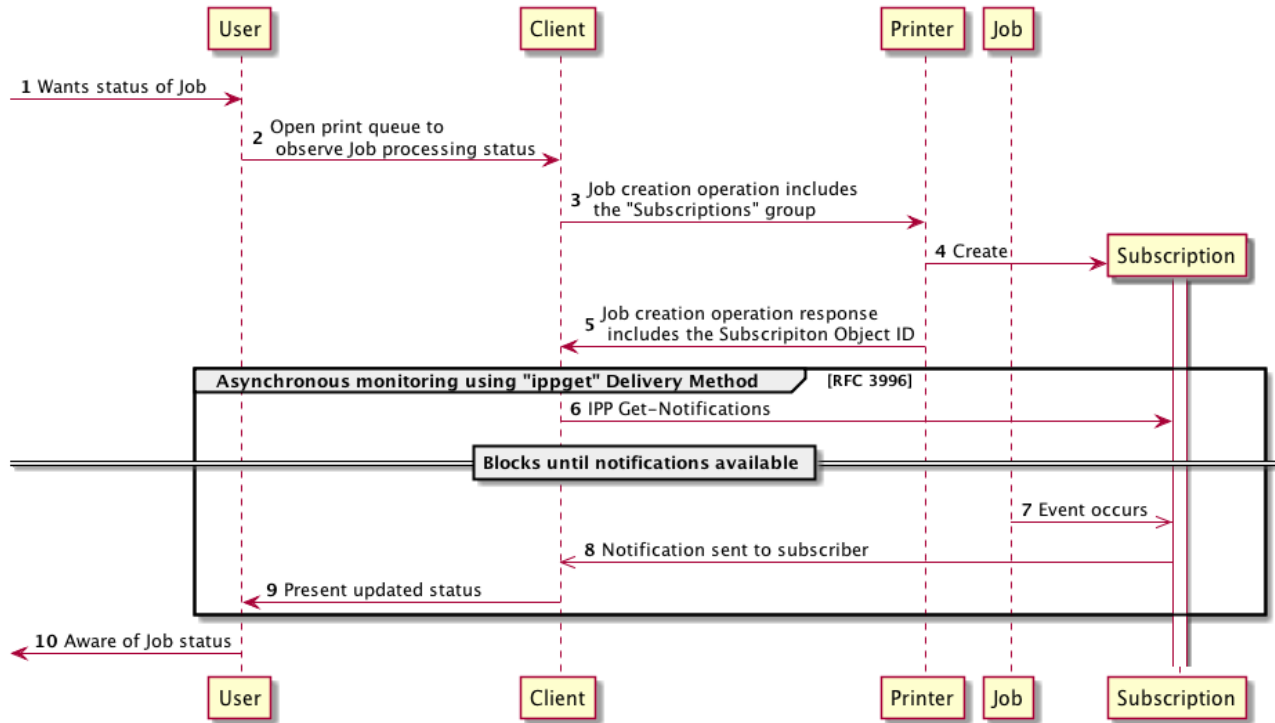 User Client Printer Job
1 Wants status of Job
2 Open print queue to
observe Job processing status
3 Job creation operation includes
the "Subscriptions" group
4 Create
Subscription
5 Job creation operation response
includes the Subscripiton Object ID
Asynchronous monitoring using "ippget" Delivery Method [RFC 3996]
6 IPP Get-Notifications
Blocks until notifications available
7 Event occurs
8 Notification sent to subscriber
9 Present updated status
10 Aware of Job status
User Client Printer Job Subscription